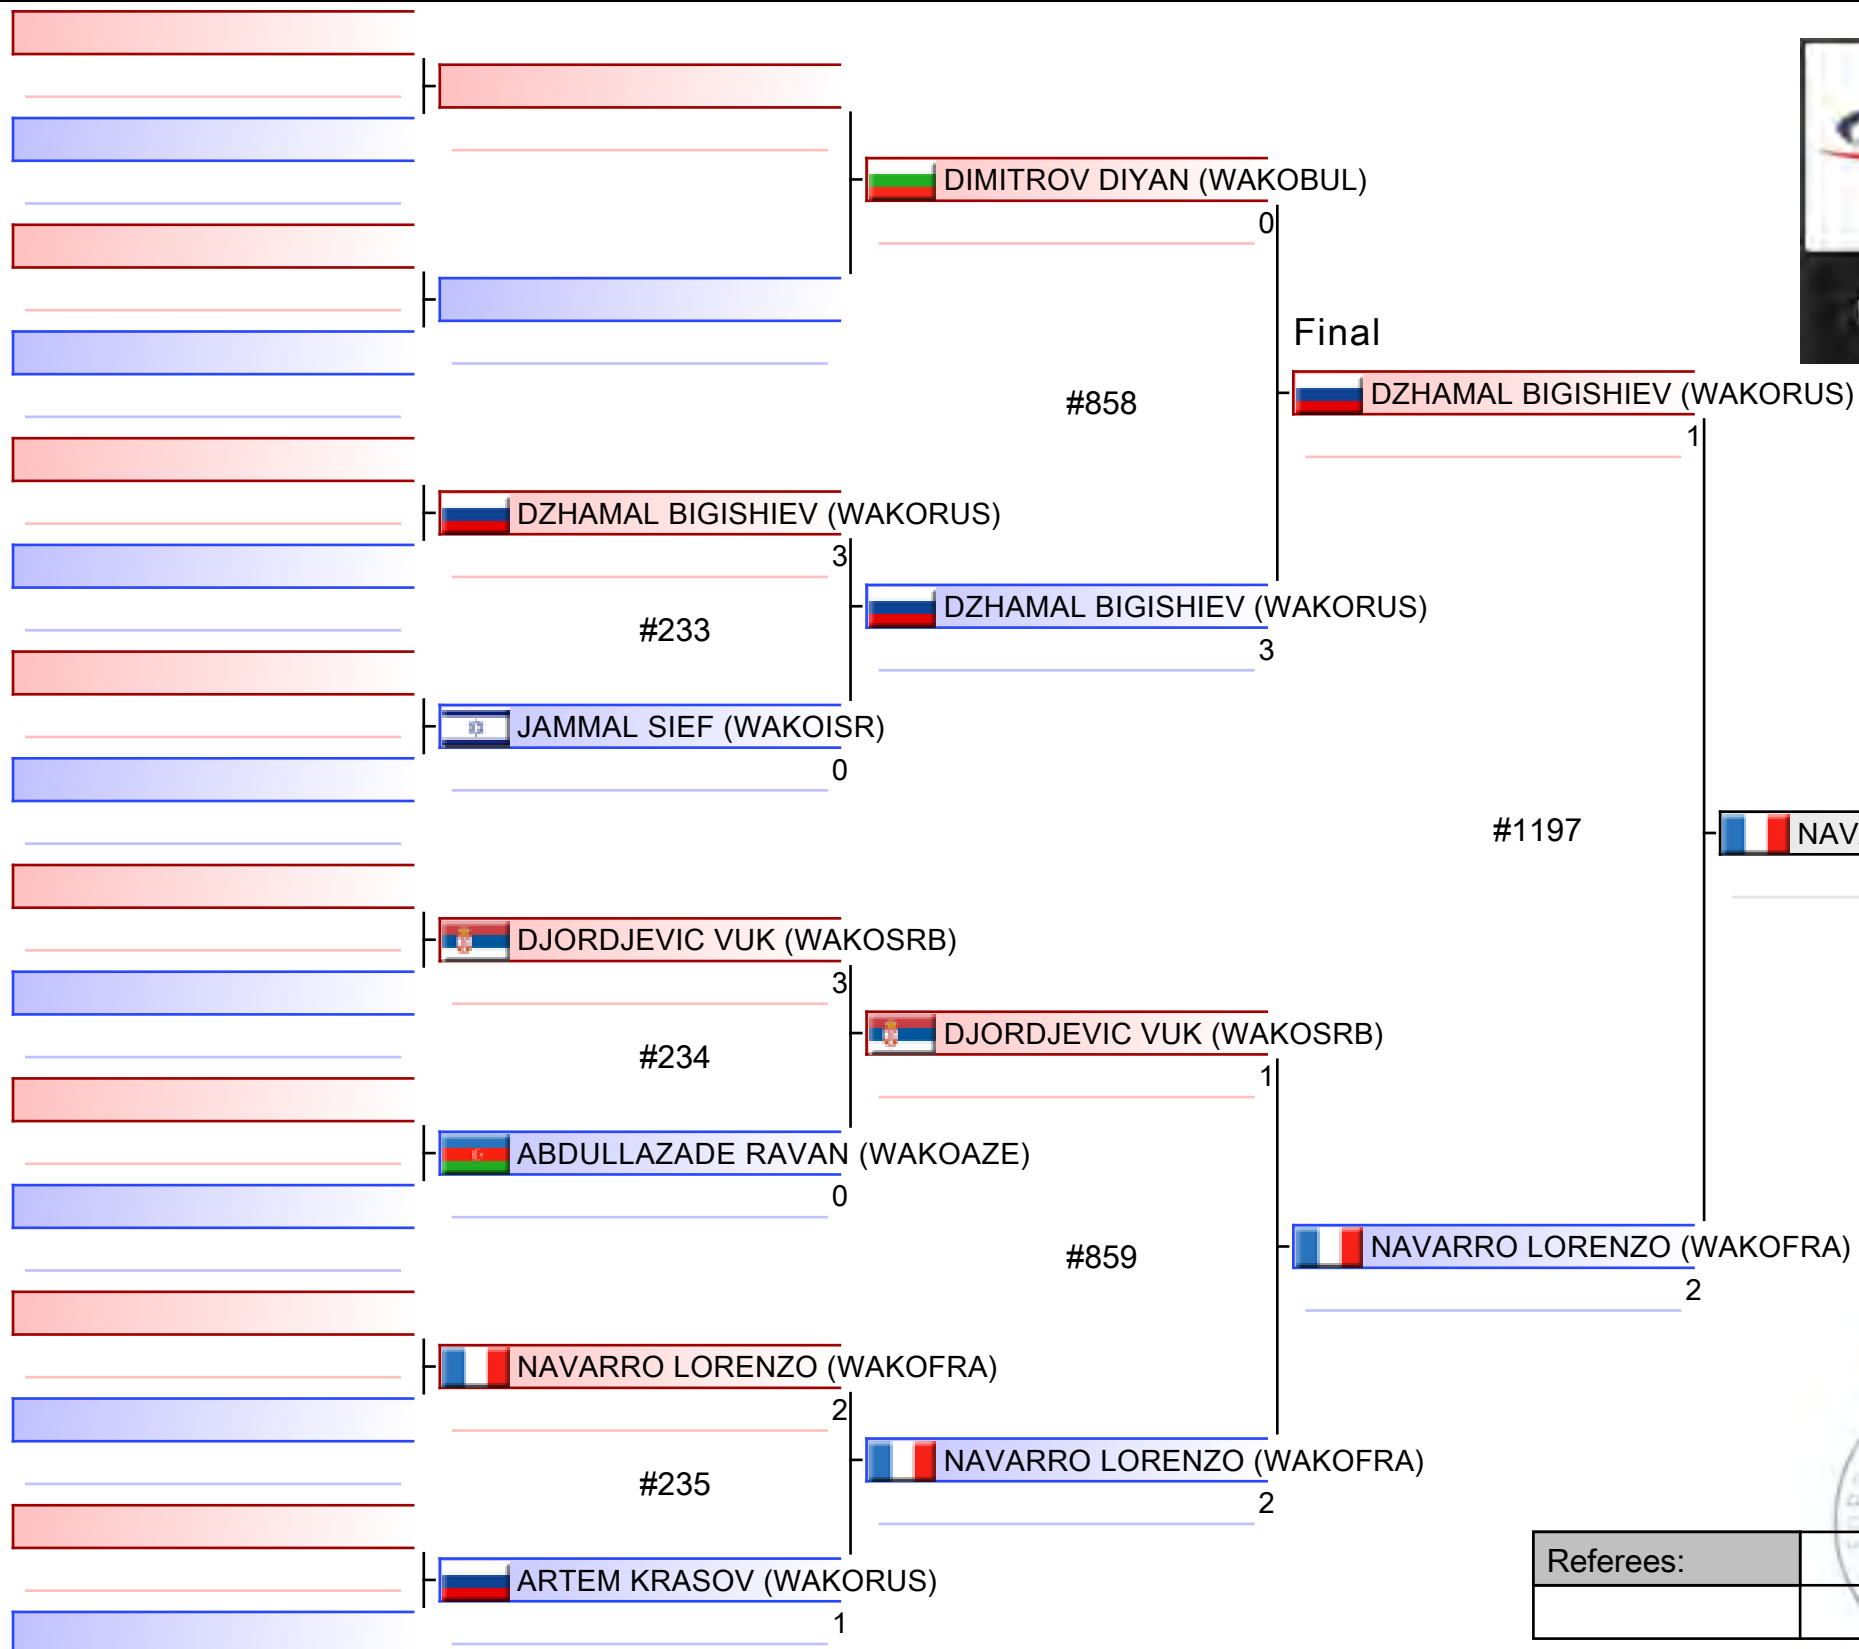 DIMITROV DIYAN (WAKOBUL)
0
Final
#858
DZHAMAL BIGISHIEV (WAKORUS)
1
DZHAMAL BIGISHIEV (WAKORUS)
3
#233
DZHAMAL BIGISHIEV (WAKORUS)
3
JAMMAL SIEF (WAKOISR)
0
#1197
NAV
DJORDJEVIC VUK (WAKOSRB)
3
DJORDJEVIC VUK (WAKOSRB)
1
#234
ABDULLAZADE RAVAN (WAKOAZE)
0
#859
NAVARRO LORENZO (WAKOFRA)
2
NAVARRO LORENZO (WAKOFRA)
2
#235
NAVARRO LORENZO (WAKOFRA)
2
ARTEM KRASOV (WAKORUS)
1
Referees: